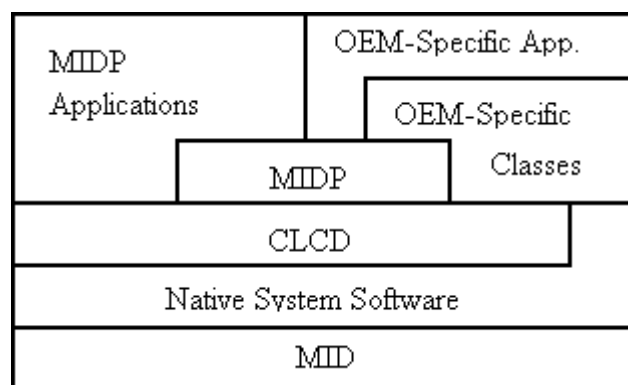 MIDP
Applications
OEM-Specific App.
OEM-Specific
Classes
MIDP
CLCD
Native System Software
MID